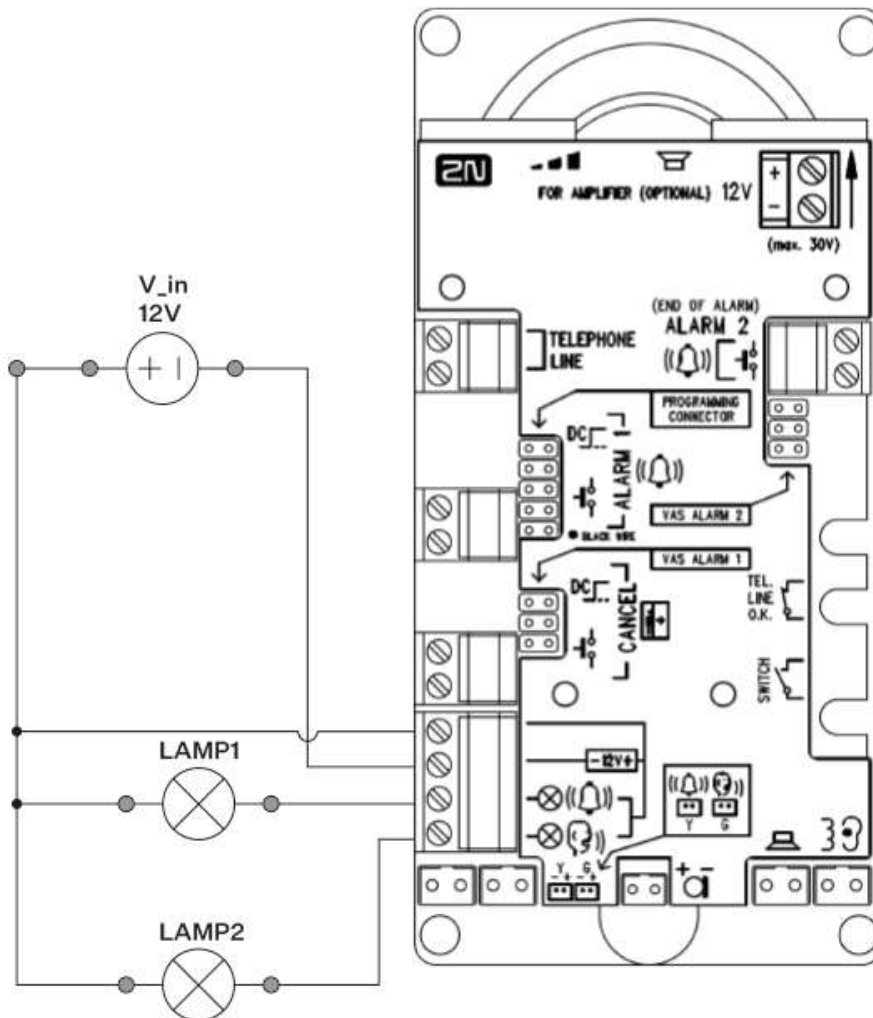 2N
FOR AMPLIFIER (OPTIONAL) 12V
+
-
(max. 30V)
V_in
12V
+ -
TELEPHONE
LINE
(END OF ALARM)
ALARM 2
PROGRAMMING
CONNECTOR
DC
ALARM 1
VAS ALARM 2
BLACK WIRE
VAS ALARM 1
DC
CANCEL
TEL.
LINE
O.K.
SWITCH
LAMP1
-12V+
Y G
Y G
- + - +
+ -
LAMP2